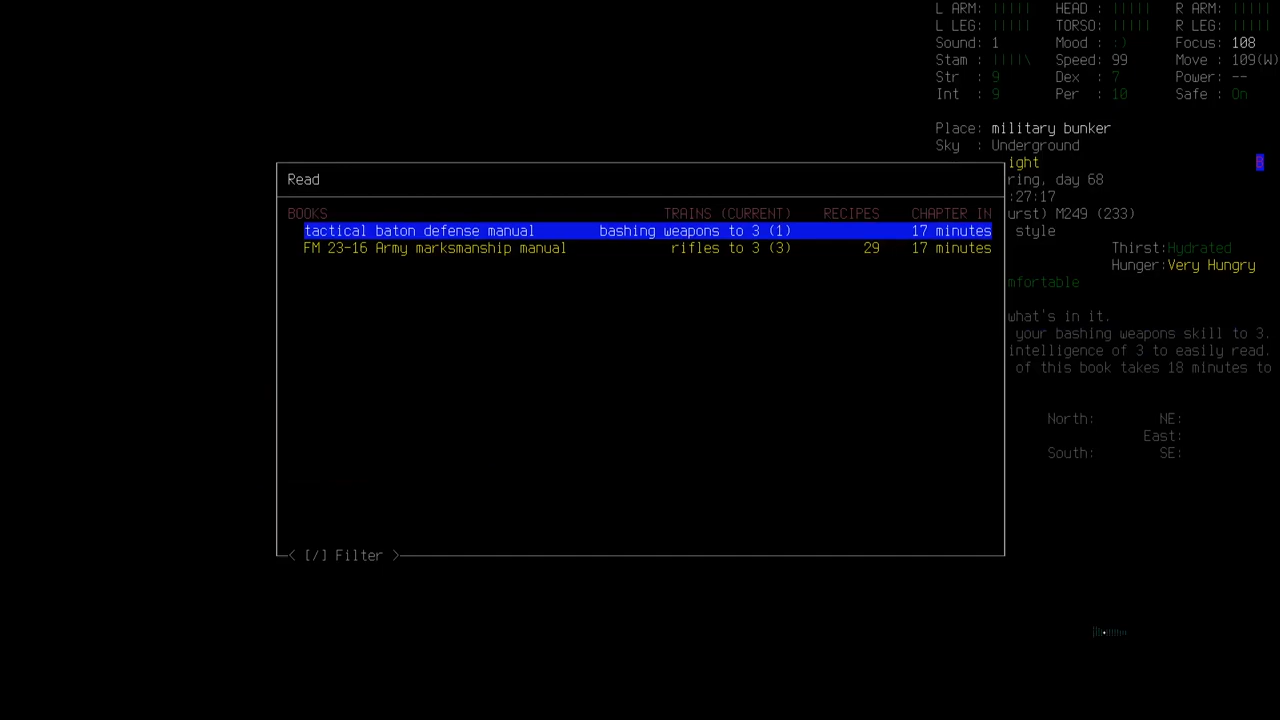 L ARM: ||||| HEAD : ||||| R ARM: |||||
L LEG: ||||| TORSO: ||||| R LEG: |||||
Sound: 1 Mood : :) Focus: 108
Stam : ||||\ Speed: 99 Move : 109(W)
Str : 9 Dex : 7 Power: --
Int : 9 Per : 10 Safe : On
Place: military bunker
Sky : Underground
ight
Read
ring, day 68
:27:17
BOOKS TRAINS (CURRENT) RECIPES CHAPTER IN
urst) M249 (233)
tactical baton defense manual bashing weapons to 3 (1) 17 minutes
style
FM 23-16 Army marksmanship manual rifles to 3 (3) 29 17 minutes
Thirst:Hydrated
Hunger:Very Hungry
mfortable
what's in it.
your bashing weapons skill to 3.
intelligence of 3 to easily read.
of this book takes 18 minutes to
North: NE:
East:
South: SE:
< [/] Filter >